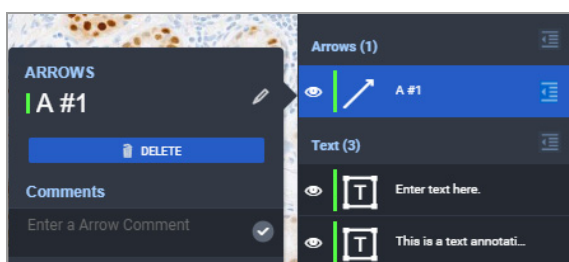 ARROWS
A #1
DELETE
Comments
Enter a Arrow Comment
Arrows (1)
A #1
Text (3)
T
Enter text here.
T
This is a text annotati...